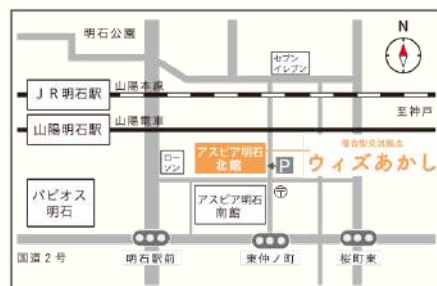 明石公園
N
セブン
イレブン
JR明石駅
山陽本線
至神戸
山陽明石駅
山陽電車
複合型交流拠点
ウィズあかし
アスピア明石
北館
P
ロー
ソン
パピオス
明石
アスピア明石
南館
〒
国道2号
明石駅前
東仲ノ町
桜町東